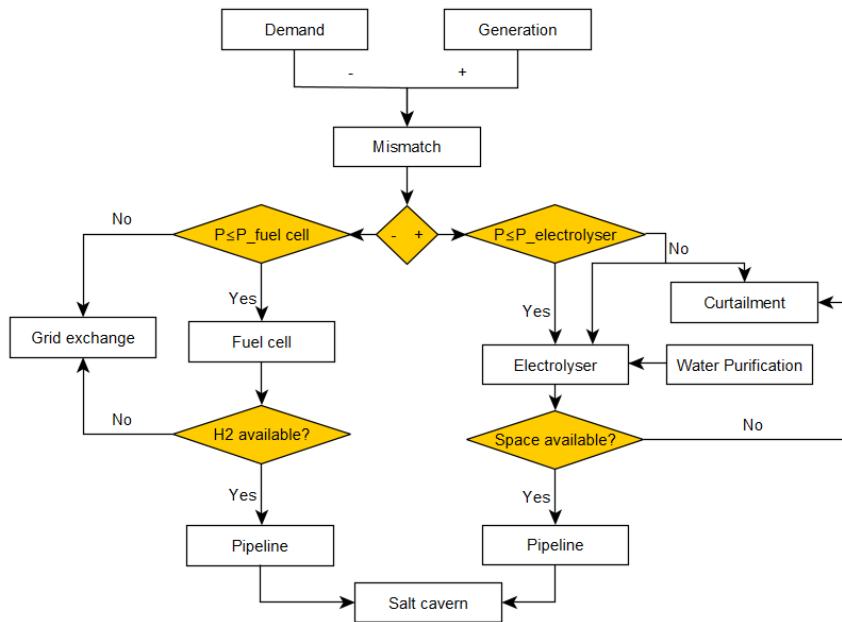 Demand
Generation
-
+
Mismatch
No
P≤P_fuel cell
- +
P≤P_electrolyser
No
Yes
Yes
Curtailment
Grid exchange
Fuel cell
Electrolyser
Water Purification
No
H2 available?
Space available?
No
Yes
Yes
Pipeline
Pipeline
Salt cavern